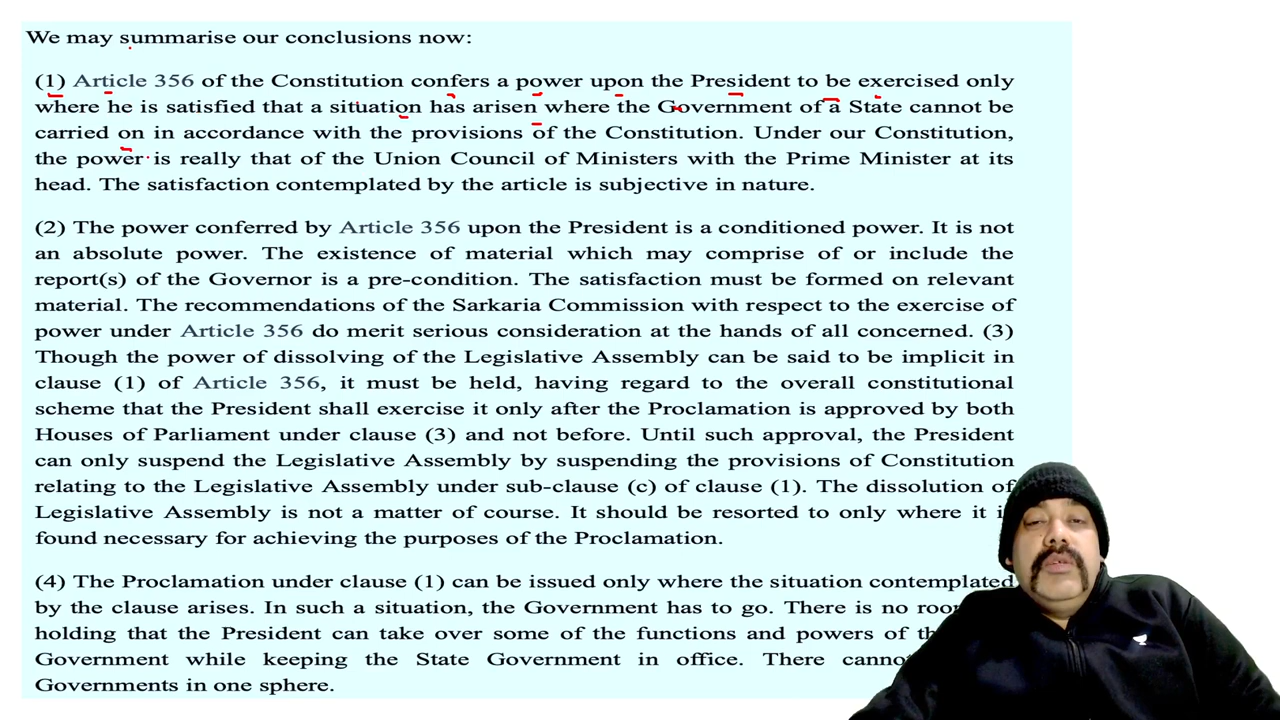 We may summarise our conclusions now:
(1) Article 356 of the Constitution confers a power upon the President to be exercised only
where he is satisfied that a situation has arisen where the Government of a State cannot be
carried on in accordance with the provisions of the Constitution. Under our Constitution,
the power is really that of the Union Council of Ministers with the Prime Minister at its
head. The satisfaction contemplated by the article is subjective in nature.
(2) The power conferred by Article 356 upon the President is a conditioned power. It is not
an absolute power. The existence of material which may comprise of or include the
report(s) of the Governor is a pre-condition. The satisfaction must be formed on relevant
material. The recommendations of the Sarkaria Commission with respect to the exercise of
power under Article 356 do merit serious consideration at the hands of all concerned. (3)
Though the power of dissolving of the Legislative Assembly can be said to be implicit in
clause (1) of Article 356, it must be held, having regard to the overall constitutional
scheme that the President shall exercise it only after the Proclamation is approved by both
Houses of Parliament under clause (3) and not before. Until such approval, the President
can only suspend the Legislative Assembly by suspending the provisions of Constitution
relating to the Legislative Assembly under sub-clause (c) of clause (1). The dissolution of
Legislative Assembly is not a matter of course. It should be resorted to only where it
found necessary for achieving the purposes of the Proclamation.
(4) The Proclamation under clause (1) can be issued only where the situation contemplated
by the clause arises. In such a situation, the Government has to go. There is no
holding that the President can take over some of the functions and powers of
Government while keeping the State Government in office. There
Governments in one sphere.